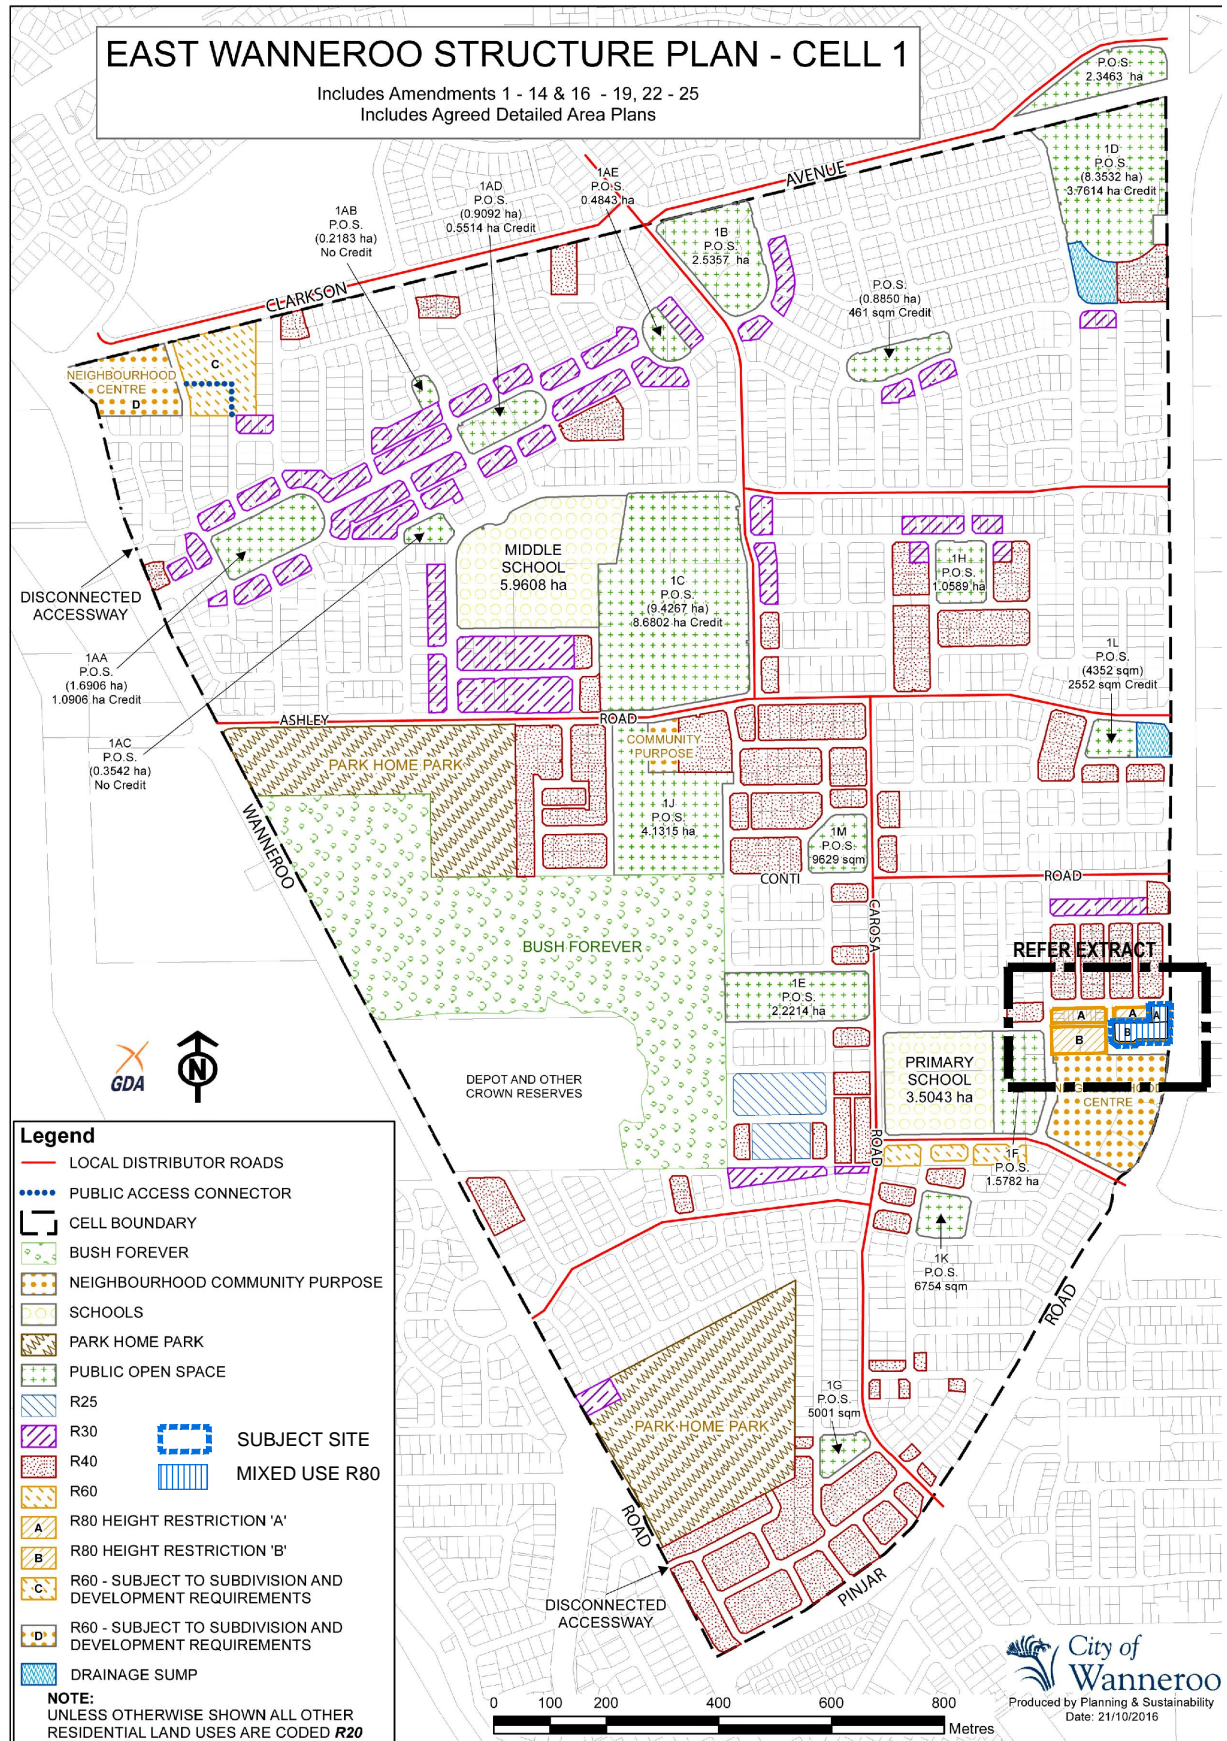 EAST WANNEROO STRUCTURE PLAN - CELL 1
Includes Amendments 1 - 14 & 16 - 19, 22 - 25
Includes Agreed Detailed Area Plans
P.O.S.
2.3463 ha
1D
P.O.S.
(8.3532 ha)
3.7614 ha Credit
AVENUE
1AE
P.O.S.
0.4843 ha
1AD
P.O.S.
(0.9092 ha)
0.5514 ha Credit
1AB
P.O.S.
(0.2183 ha)
No Credit
1B
P.O.S.
2.5357 ha
P.O.S.
(0.8850 ha)
461 sqm Credit
CLARKSON
C
NEIGHBOURHOOD
CENTRE
D
MIDDLE
SCHOOL
5.9608 ha
1C
P.O.S.
(9.4267 ha)
8.6802 ha Credit
1H
P.O.S.
1.0589 ha
DISCONNECTED
ACCESSWAY
1AA
P.O.S.
(1.6906 ha)
1.0906 ha Credit
1L
P.O.S.
(4352 sqm)
2552 sqm Credit
ASHLEY
ROAD
1AC
P.O.S.
(0.3542 ha)
No Credit
PARK HOME PARK
COMMUNITY
PURPOSE
1J
P.O.S.
4.1315 ha
1M
P.O.S.
9629 sqm
WANNEROO
CONTI
ROAD
CAROSA
BUSH FOREVER
REFER EXTRACT
1E
P.O.S.
2.2214 ha
A
A
A
B
B
GDA
N
DEPOT AND OTHER
CROWN RESERVES
PRIMARY
SCHOOL
3.5043 ha
NEIGHBOURHOOD
CENTRE
ROAD
1F
P.O.S.
1.5782 ha
1K
P.O.S.
6754 sqm
ROAD
PARK HOME PARK
1G
P.O.S.
5001 sqm
ROAD
PINJAR
DISCONNECTED
ACCESSWAY
Legend
LOCAL DISTRIBUTOR ROADS
PUBLIC ACCESS CONNECTOR
CELL BOUNDARY
BUSH FOREVER
NEIGHBOURHOOD COMMUNITY PURPOSE
SCHOOLS
PARK HOME PARK
PUBLIC OPEN SPACE
R25
R30
SUBJECT SITE
R40
MIXED USE R80
R60
A
R80 HEIGHT RESTRICTION 'A'
B
R80 HEIGHT RESTRICTION 'B'
C
R60 - SUBJECT TO SUBDIVISION AND
DEVELOPMENT REQUIREMENTS
D
R60 - SUBJECT TO SUBDIVISION AND
DEVELOPMENT REQUIREMENTS
DRAINAGE SUMP
NOTE:
UNLESS OTHERWISE SHOWN ALL OTHER
RESIDENTIAL LAND USES ARE CODED R20
0 100 200 400 600 800
Metres
City of
Wanneroo
Produced by Planning & Sustainability
Date: 21/10/2016